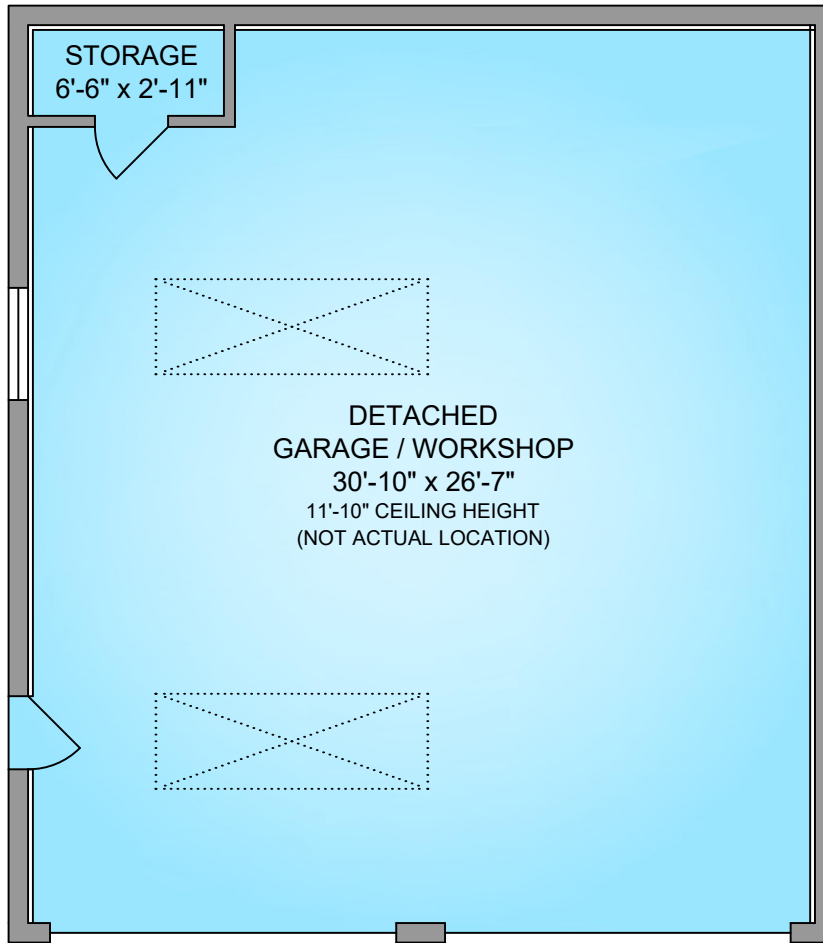 STORAGE
6'-6" x 2'-11"
DETACHED
GARAGE / WORKSHOP
30'-10" x 26'-7"
11'-10" CEILING HEIGHT
(NOT ACTUAL LOCATION)